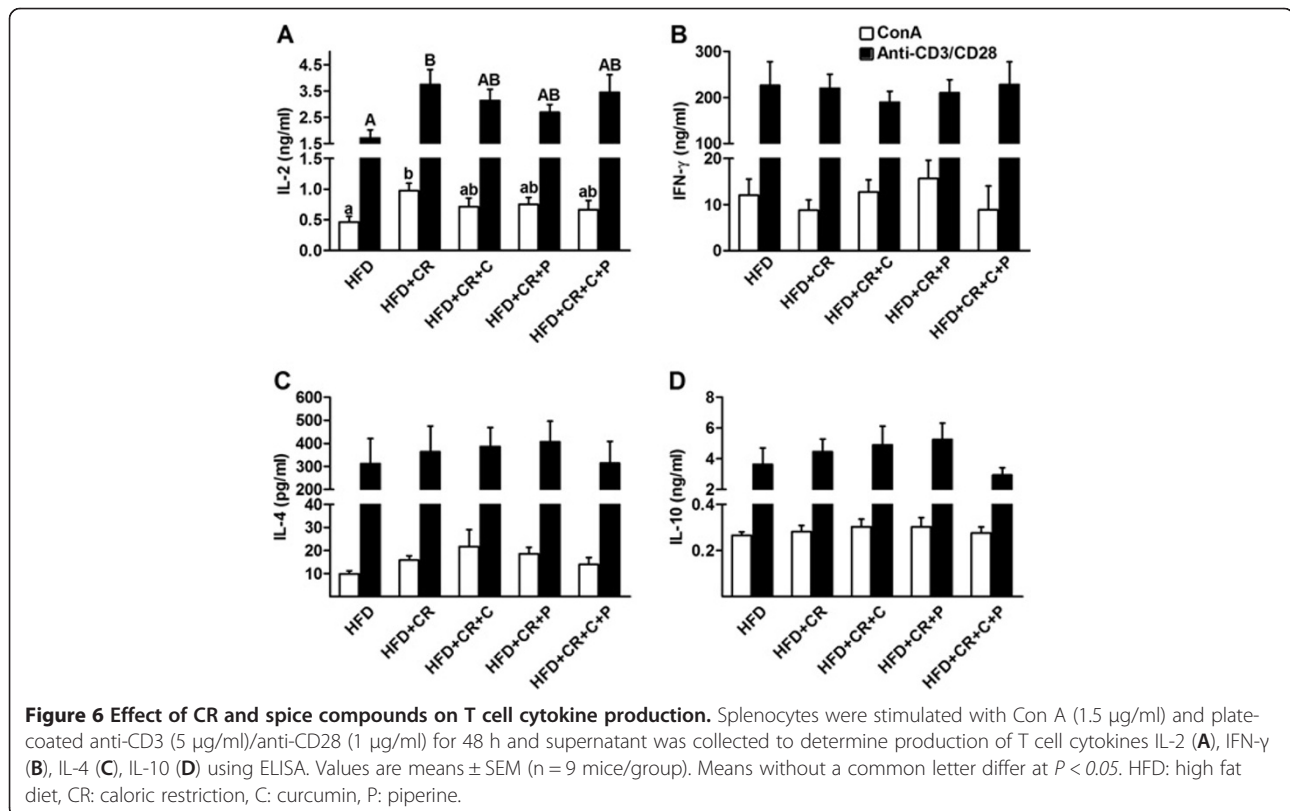 A
IL-2 (ng/ml)
4.5
3.5
2.5
1.5
1.5
1.0
0.5
0.0
A
B
AB
AB
AB
a
b
ab
ab
ab
HFD
HFD+CR
HFD+CR+C
HFD+CR+P
HFD+CR+C+P
B
ConA
Anti-CD3/CD28
IFN-γ (ng/ml)
300
200
100
20
10
0
HFD
HFD+CR
HFD+CR+C
HFD+CR+P
HFD+CR+C+P
C
IL-4 (pg/ml)
600
500
400
300
200
40
30
20
10
HFD
HFD+CR
HFD+CR+C
HFD+CR+P
HFD+CR+C+P
D
IL-10 (ng/ml)
8
6
4
2
0.4
0.2
HFD
HFD+CR
HFD+CR+C
HFD+CR+P
HFD+CR+C+P
Figure 6 Effect of CR and spice compounds on T cell cytokine production. Splenocytes were stimulated with Con A (1.5 μg/ml) and plate-
coated anti-CD3 (5 μg/ml)/anti-CD28 (1 μg/ml) for 48 h and supernatant was collected to determine production of T cell cytokines IL-2 (A), IFN-γ
(B), IL-4 (C), IL-10 (D) using ELISA. Values are means ± SEM (n = 9 mice/group). Means without a common letter differ at P < 0.05. HFD: high fat
diet, CR: caloric restriction, C: curcumin, P: piperine.